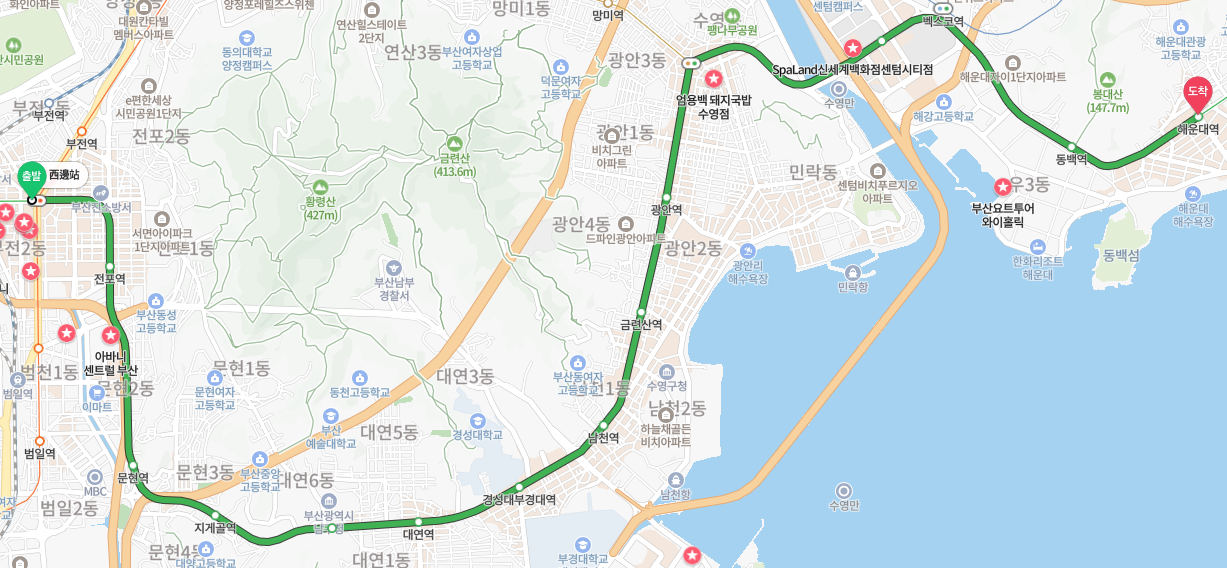 화인아파트
양정포레힐즈스위첸
망미1동
센텀캠퍼스
대원칸타빌
멤버스아파트
연산힐스테이트
2단지
망미역
수영
팽나무공원
벡스코역
동의대학교
양정캠퍼스
연산3동
부산여자상업
고등학교
광안3동
해운대관광
고등학교
산시민공원
SpaLand신세계백화점센텀시티점
덕문여자
고등학교
해운대자이1단지아파트
e편한세상
시민공원1단지
수영만
봉대산
(147.7m)
도착
엄용백 돼지국밥
수영점
부전역
해강고등학교
해운대역
전포2동
광안1동
부전역
비치그린
아파트
금련산
(413.6m)
동백역
민락동
출발
西邊站
센텀비치푸르지오
아파트
우3동
황령산
(427m)
부산진소방서
광안역
부산요트투어
와이홀릭
해운대
해수욕장
서면아이파크
1단지아파트
광안4동
드파인광안아파트
부전2동
광안2동
광안리
해수욕장
한화리조트
해운대
동백섬
전포역
부산남부
경찰서
민락항
부산동성
고등학교
금련산역
아바니
센트럴 부산
범천1동
문현1동
대연3동
부산동여자
고등학교
수영구청
문현2동
범일역
이마트
문현여자
고등학교
동천고등학교
남천2동
하늘채골든
비치아파트
부산
예술대학교
대연5동
경성대학교
남천역
범일역
문현3동
부산중앙
고등학교
대연6동
문현역
MBC
경성대부경대역
남천항
수영만
범일2동
부산광역시
지게골역
대연역
문현4동
대양고등학교
대연1동
부경대학교